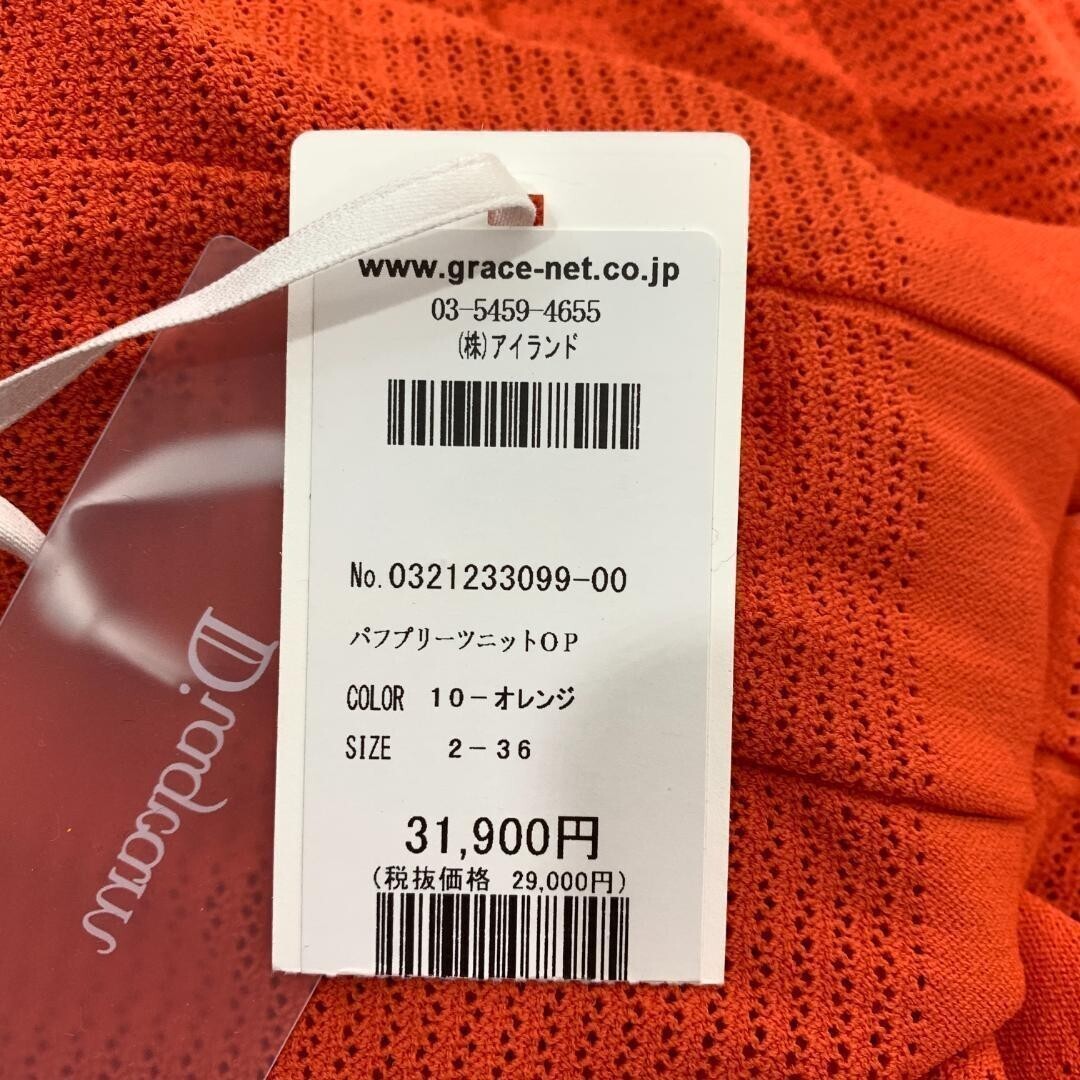 www.grace-net.co.jp
03-5459-4655
(株)アイランド
No.0321233099-00
パフプリーツニットOP
COLOR 10-オレンジ
SIZE 2-36
31,900円
(税抜価格 29,000円)
Diradcaur